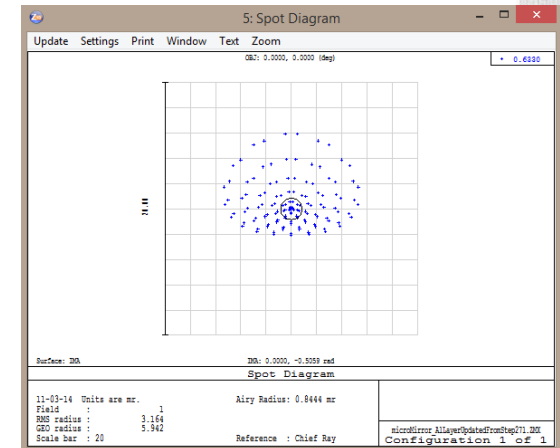 5: Spot Diagram
Update Settings Print Window Text Zoom
OBJ: 0.0000, 0.0000 (deg)
0.6330
20.00
Surface: IMA
IMA: 0.0000, -0.5059 rad
Spot Diagram
11-03-14 Units are mr.
Airy Radius: 0.8444 mr
Field : 1
RMS radius : 3.164
GEO radius : 5.942
Scale bar : 20
Reference : Chief Ray
microMirror_AlLayerUpdatedFromStep271.ZMX
Configuration 1 of 1